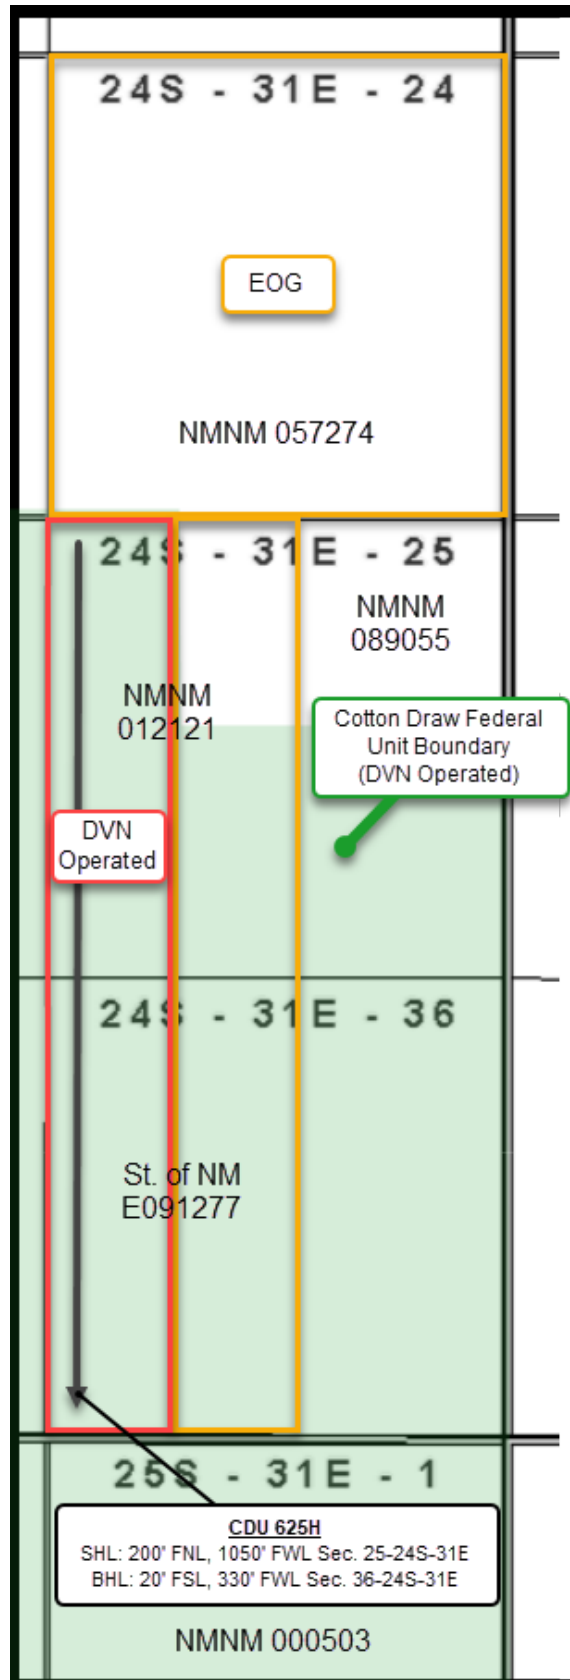 24S - 31E - 24
EOG
NMNM 057274
24S - 31E - 25
NMNM
089055
NMNM
012121
Cotton Draw Federal
Unit Boundary
(DVN Operated)
DVN
Operated
24S - 31E - 36
St. of NM
E091277
25S - 31E - 1
CDU 625H
SHL: 200' FNL, 1050' FWL Sec. 25-24S-31E
BHL: 20' FSL, 330' FWL Sec. 36-24S-31E
NMNM 000503